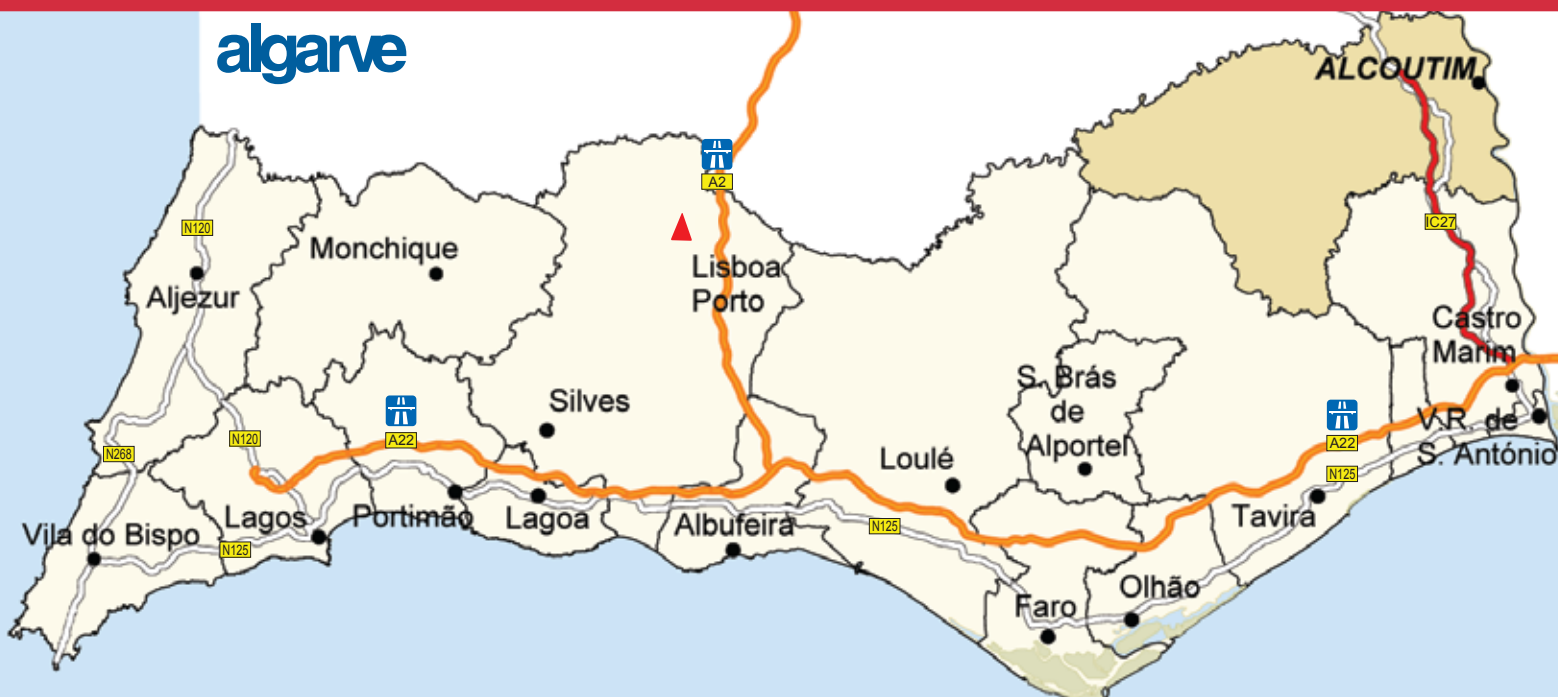 algarve
ALCOUTIM
A2
N120
IC27
Monchique
Lisboa
Porto
Aljezur
Castro
Marim
S. Brás
de
Alportel
Silves
A22
N120
N268
A22
V.R. de
S. António
Loulé
N125
Vila do Bispo
Lagos
Portimão
Lagoa
Albufeira
N125
Tavira
N125
Olhão
Faro